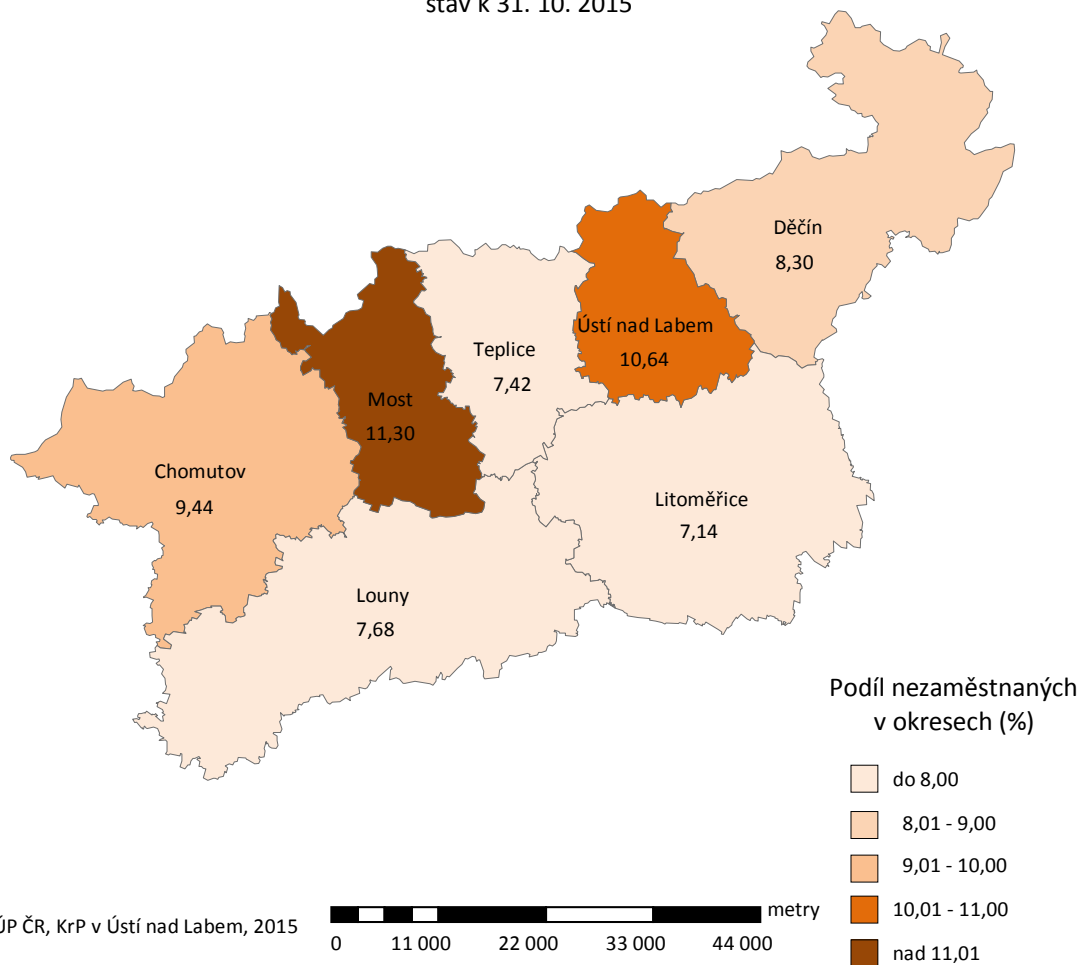 stav k 31. 10. 2015
Děčín
8,30
Ústí nad Labem
10,64
Teplice
7,42
Most
11,30
Chomutov
9,44
Litoměřice
7,14
Louny
7,68
Podíl nezaměstnaných
v okresech (%)
do 8,00
8,01 - 9,00
9,01 - 10,00
10,01 - 11,00
nad 11,01
ÚP ČR, KrP v Ústí nad Labem, 2015
metry
0 11 000 22 000 33 000 44 000